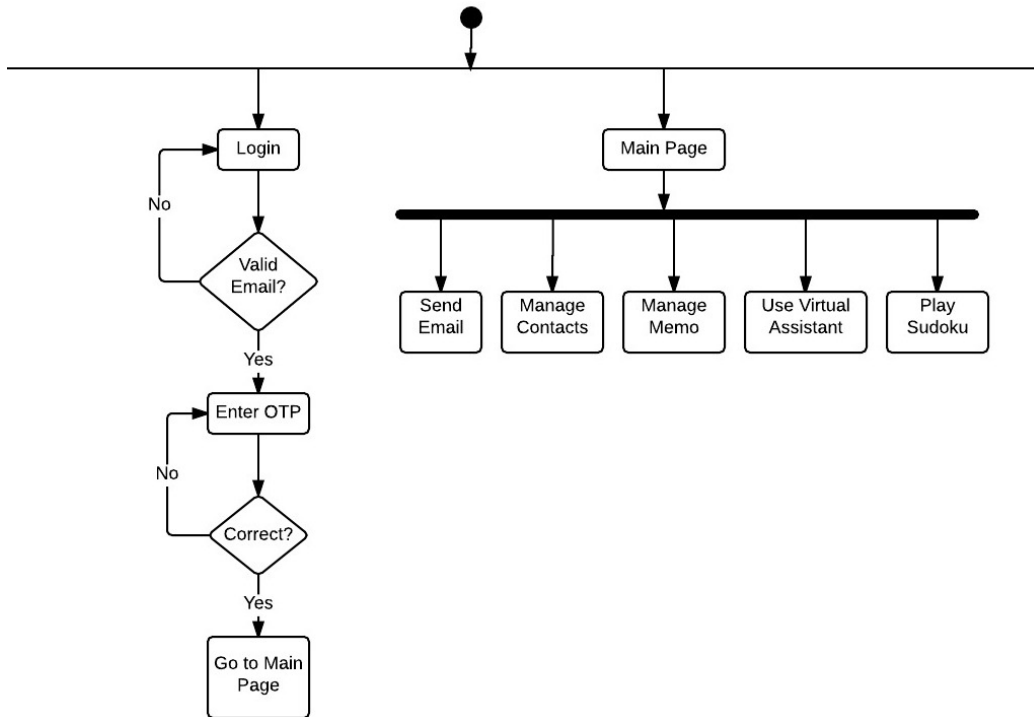 Login
Main Page
No
Valid
Email?
Send
Email
Manage
Contacts
Manage
Memo
Use Virtual
Assistant
Play
Sudoku
Yes
Enter OTP
No
Correct?
Yes
Go to Main
Page